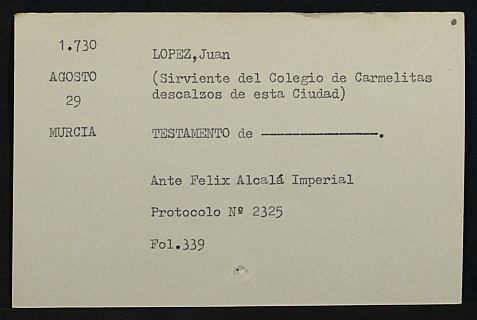 1.730
LOPEZ,Juan
AGOSTO
(Sirviente del Colegio de Carmelitas
29
descalzos de esta Ciudad)
MURCIA
TESTAMENTO de ---------------.
Ante Felix Alcalá Imperial
Protocolo Nº 2325
Fol.339